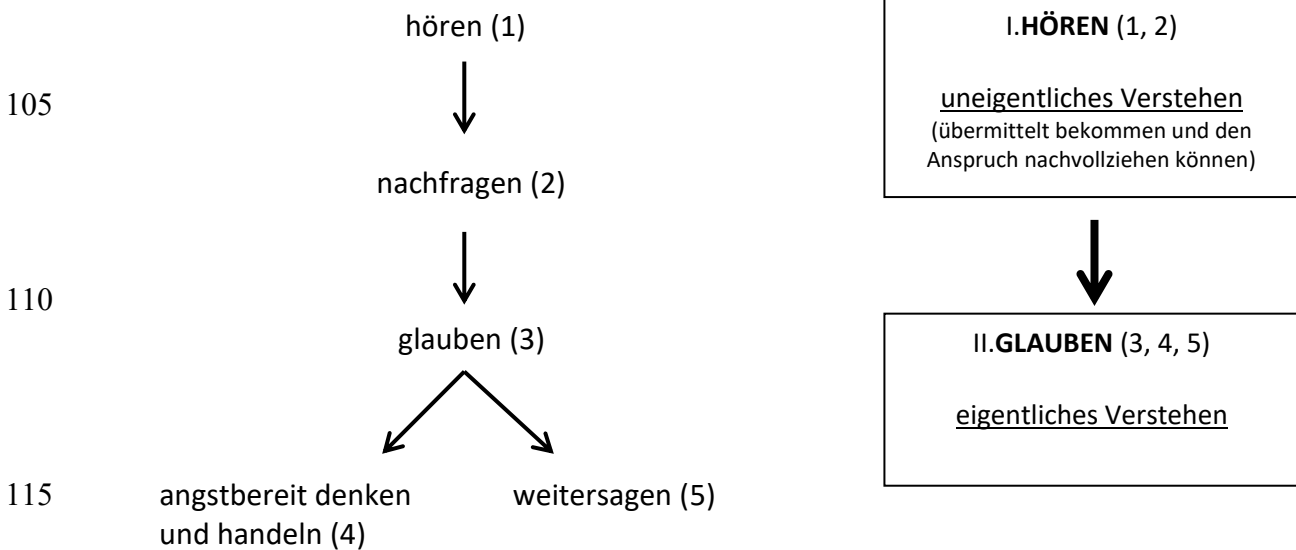 hören (1)
105
nachfragen (2)
110
glauben (3)
115 angstbereit denken
und handeln (4)
weitersagen (5)
I.HÖREN (1, 2)
uneigentliches Verstehen
(übermittelt bekommen und den
Anspruch nachvollziehen können)
II.GLAUBEN (3, 4, 5)
eigentliches Verstehen